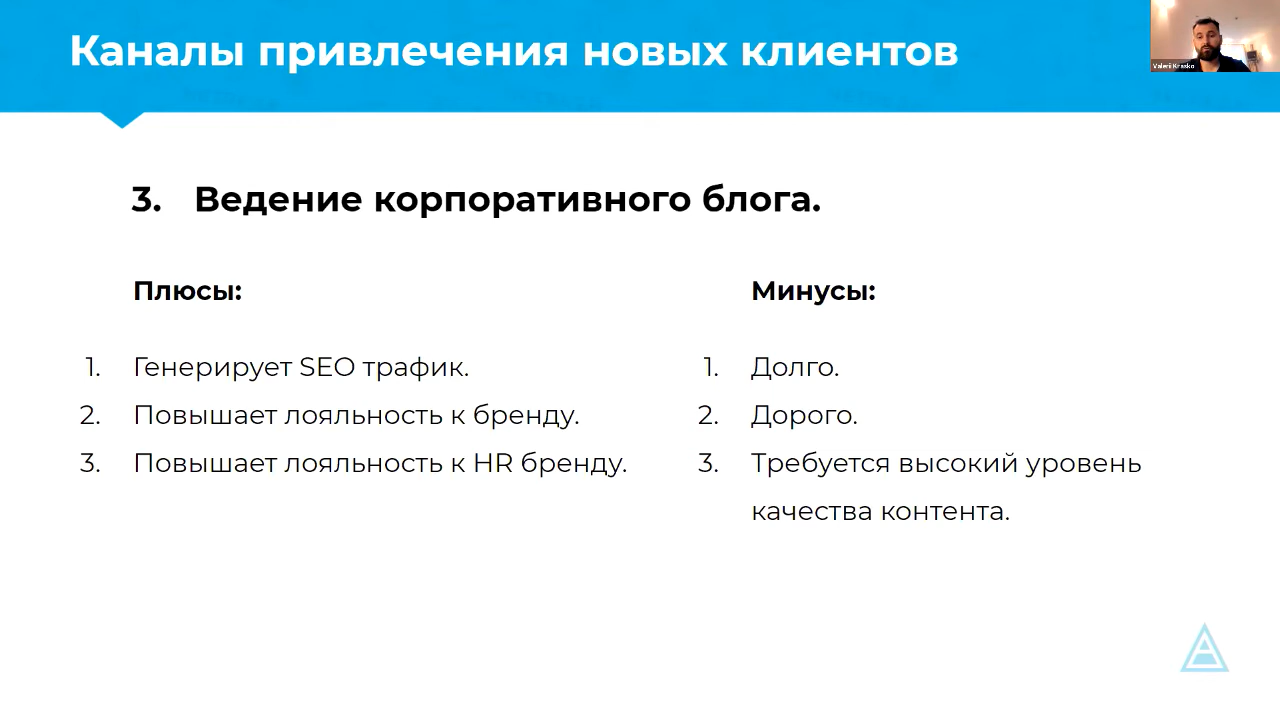 Каналы привлечения новых клиентов
Valerii Krasko
3. Ведение корпоративного блога.
Плюсы:
1. Генерирует SEO трафик.
2. Повышает лояльность к бренду.
3. Повышает лояльность к HR бренду.
Минусы:
1. Долго.
2. Дорого.
3. Требуется высокий уровень
качества контента.